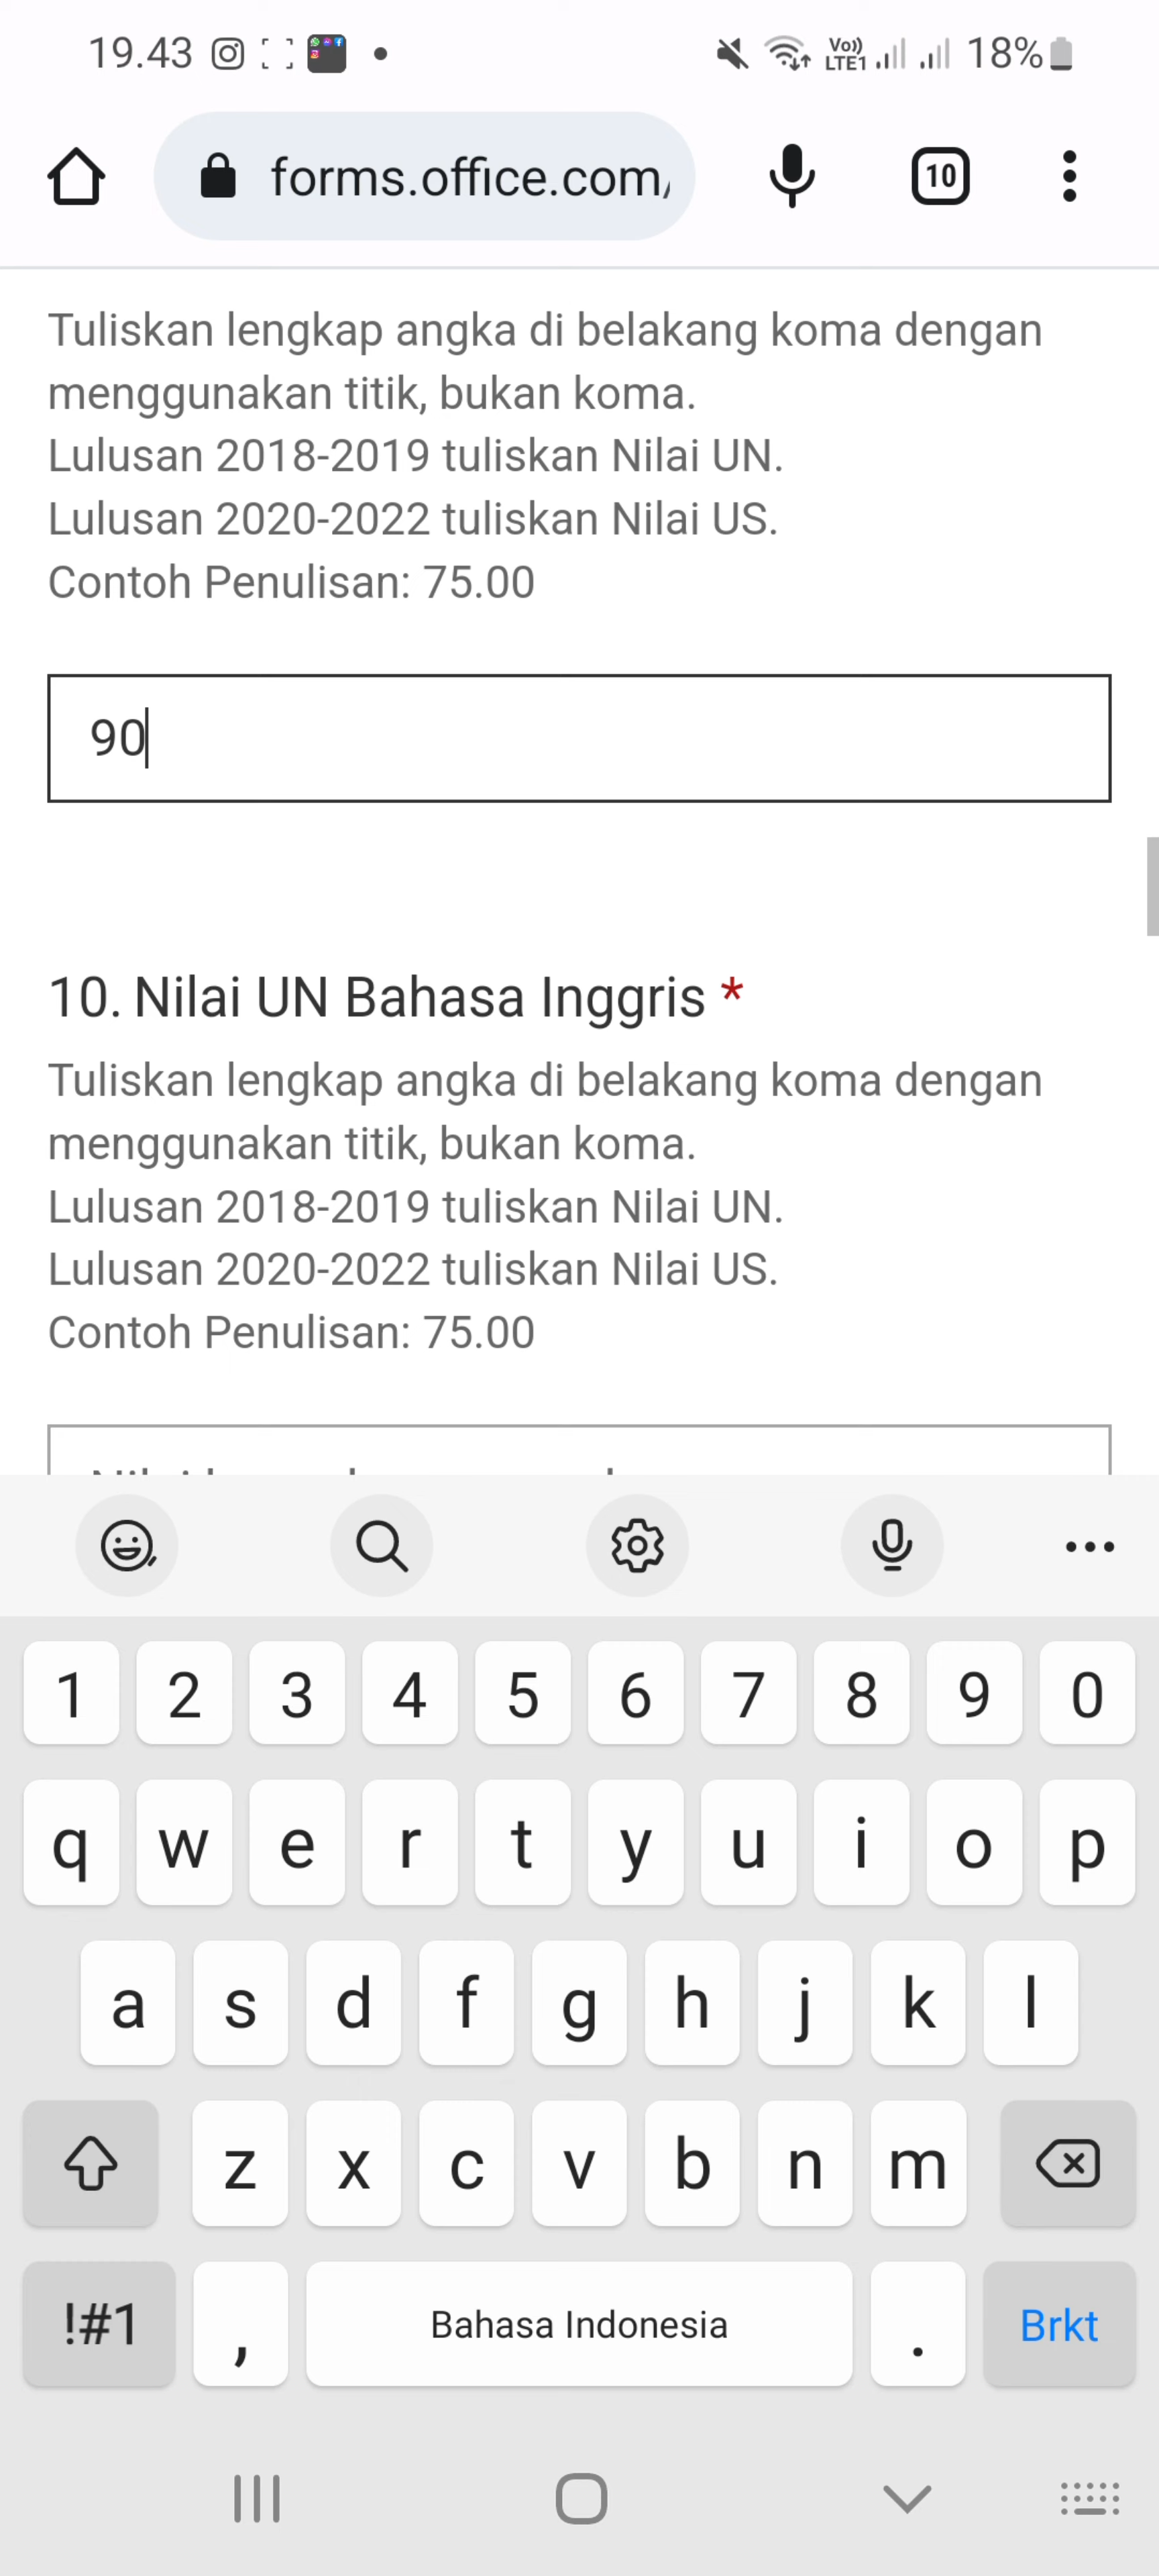 19.43
Vo))
LTE1
18%
forms.office.com/
10
Tuliskan lengkap angka di belakang koma dengan
menggunakan titik, bukan koma.
Lulusan 2018-2019 tuliskan Nilai UN.
Lulusan 2020-2022 tuliskan Nilai US.
Contoh Penulisan: 75.00
90
10. Nilai UN Bahasa Inggris *
Tuliskan lengkap angka di belakang koma dengan
menggunakan titik, bukan koma.
Lulusan 2018-2019 tuliskan Nilai UN.
Lulusan 2020-2022 tuliskan Nilai US.
Contoh Penulisan: 75.00
1 2 3 4 5 6 7 8 9 0
q w e r t y u i o p
a s d f g h j k l
z x c v b n m
!#1 , Bahasa Indonesia . Brkt